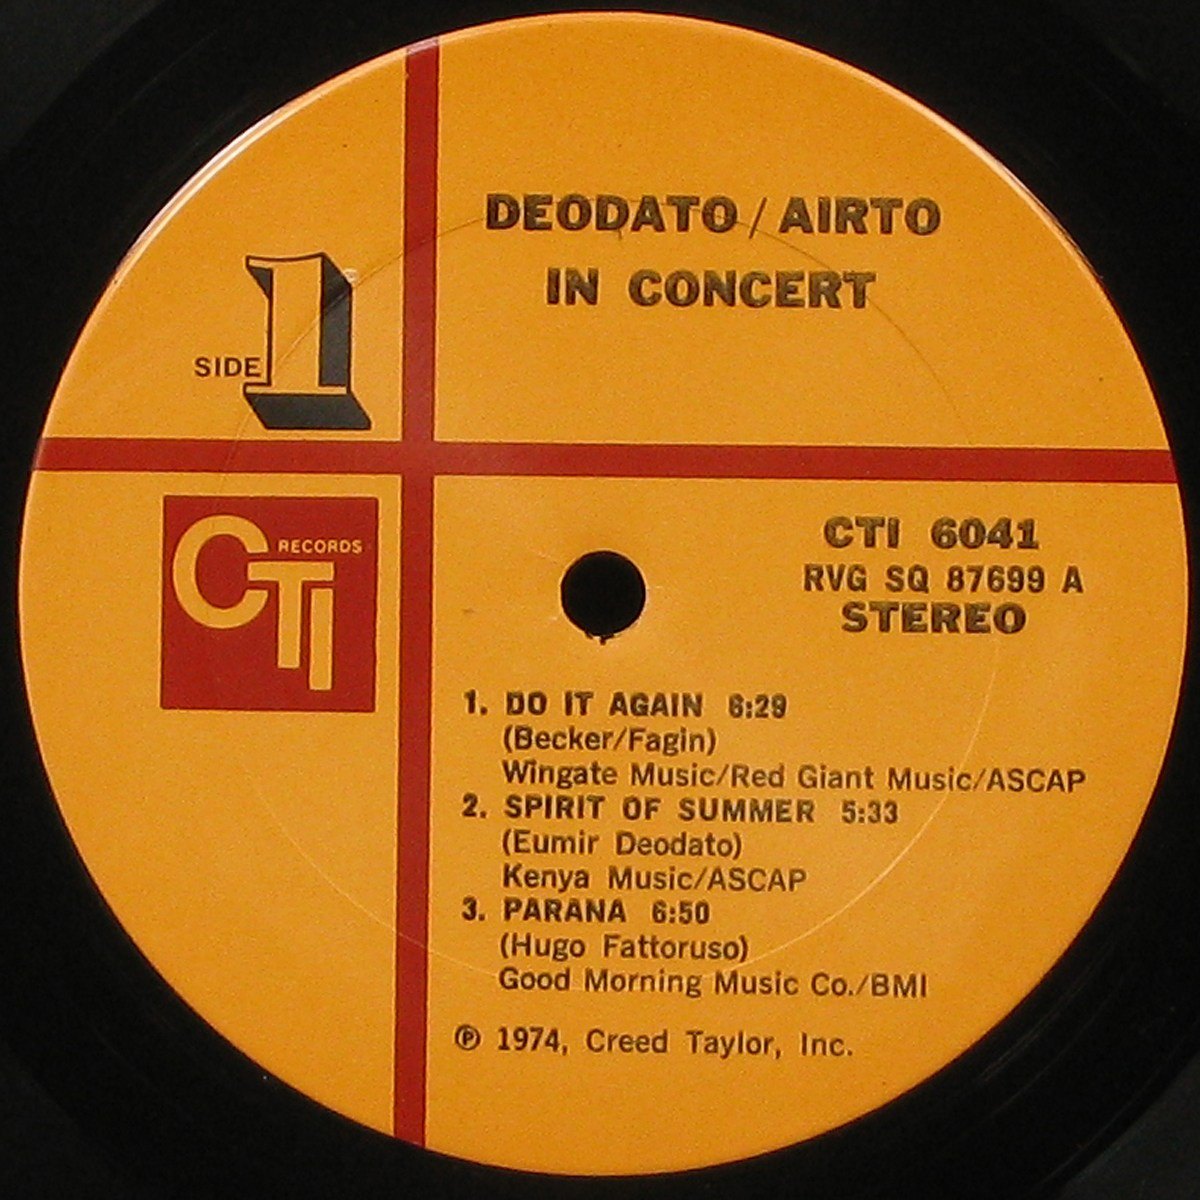 DEODATO / AIRTO
IN CONCERT
SIDE 1
RECORDS
CTI
CTI 6041
RVG SQ 87699 A
STEREO
1. DO IT AGAIN 6:29
(Becker/Fagin)
Wingate Music/Red Giant Music/ASCAP
2. SPIRIT OF SUMMER 5:33
(Eumir Deodato)
Kenya Music/ASCAP
3. PARANA 6:50
(Hugo Fattoruso)
Good Morning Music Co./BMI
℗ 1974, Creed Taylor, Inc.